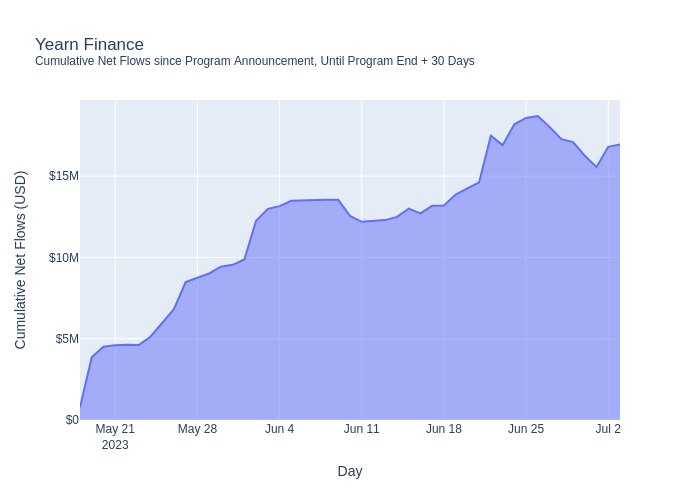 Yearn Finance
Cumulative Net Flows since Program Announcement, Until Program End + 30 Days
Cumulative Net Flows (USD)
$15M
$10M
$5M
$0
May 21 May 28 Jun 4 Jun 11 Jun 18 Jun 25 Jul 2
2023
Day